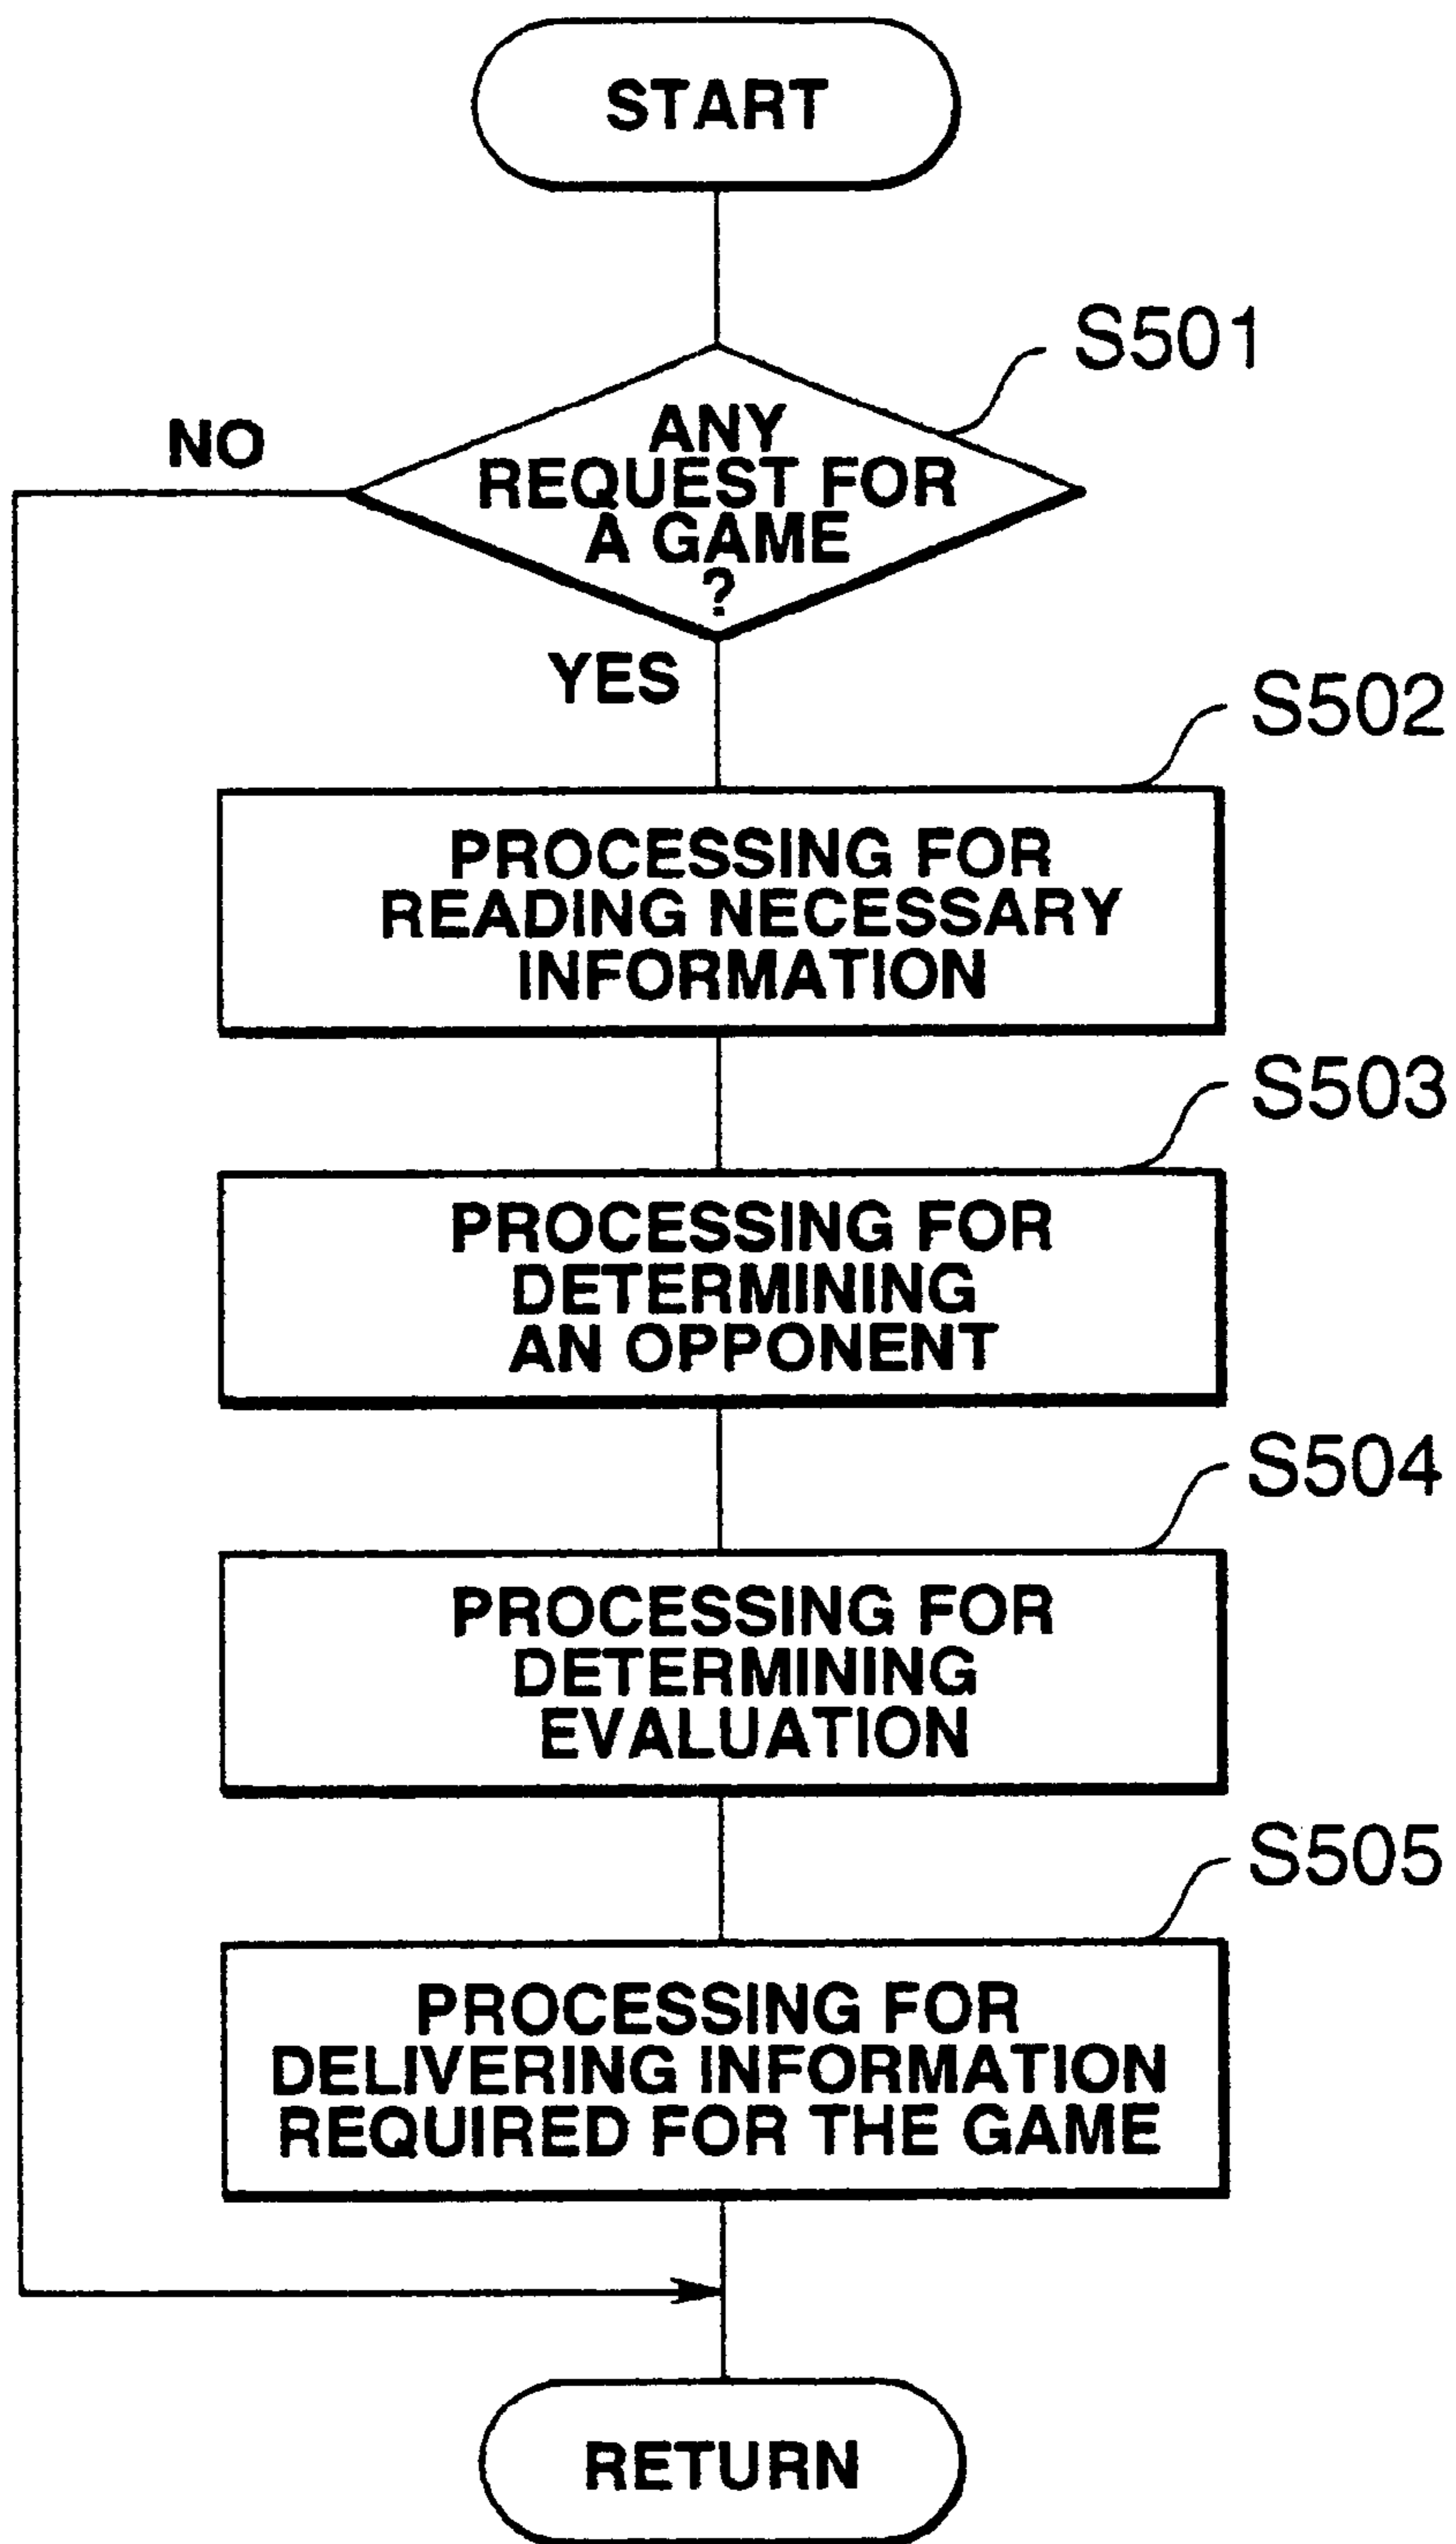 START
S501
NO
ANY
REQUEST FOR
A GAME
?
YES
S502
PROCESSING FOR
READING NECESSARY
INFORMATION
S503
PROCESSING FOR
DETERMINING
AN OPPONENT
S504
PROCESSING FOR
DETERMINING
EVALUATION
S505
PROCESSING FOR
DELIVERING INFORMATION
REQUIRED FOR THE GAME
RETURN